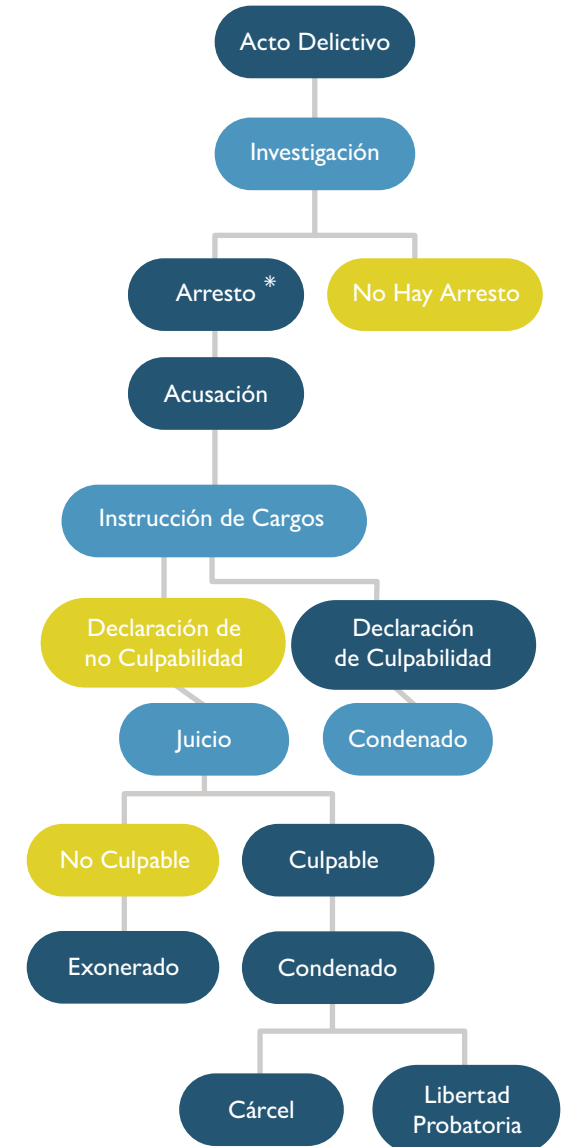 Acto Delictivo
Investigación
Arresto *
No Hay Arresto
Acusación
Instrucción de Cargos
Declaración de
no Culpabilidad
Declaración
de Culpabilidad
Juicio
Condenado
No Culpable
Culpable
Exonerado
Condenado
Cárcel
Libertad
Probatoria